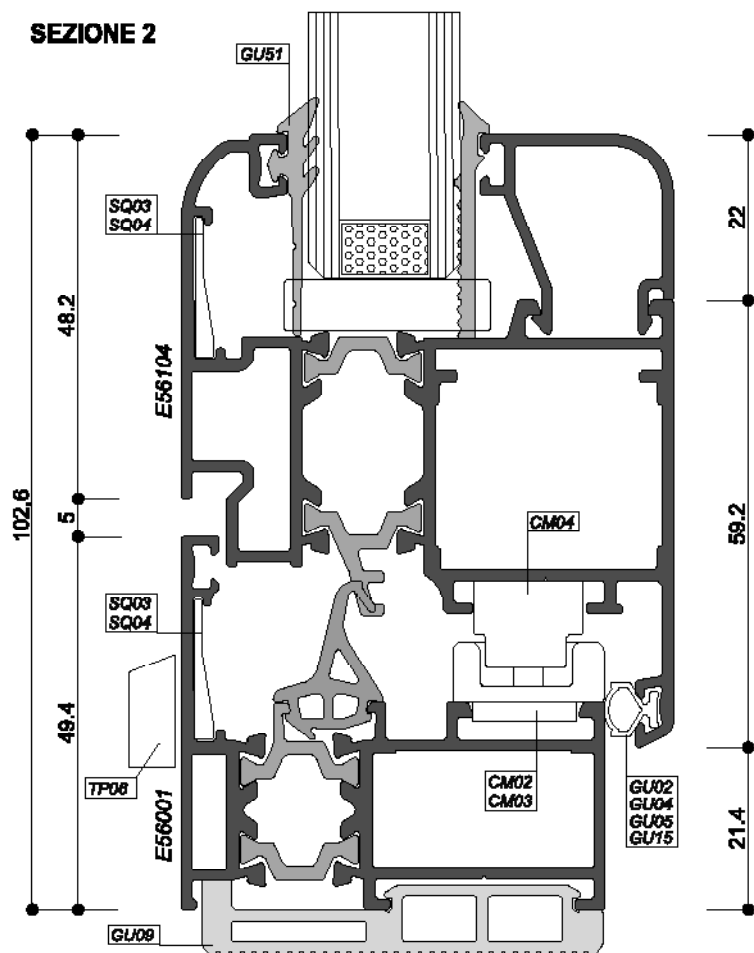 SEZIONE 2
GU51
SQ03
SQ04
22
48.2
E56104
102.6
5
CM04
59.2
SQ03
SQ04
49.4
TP06
E56001
CM02
CM03
GU02
GU04
GU05
GU15
21.4
GU09